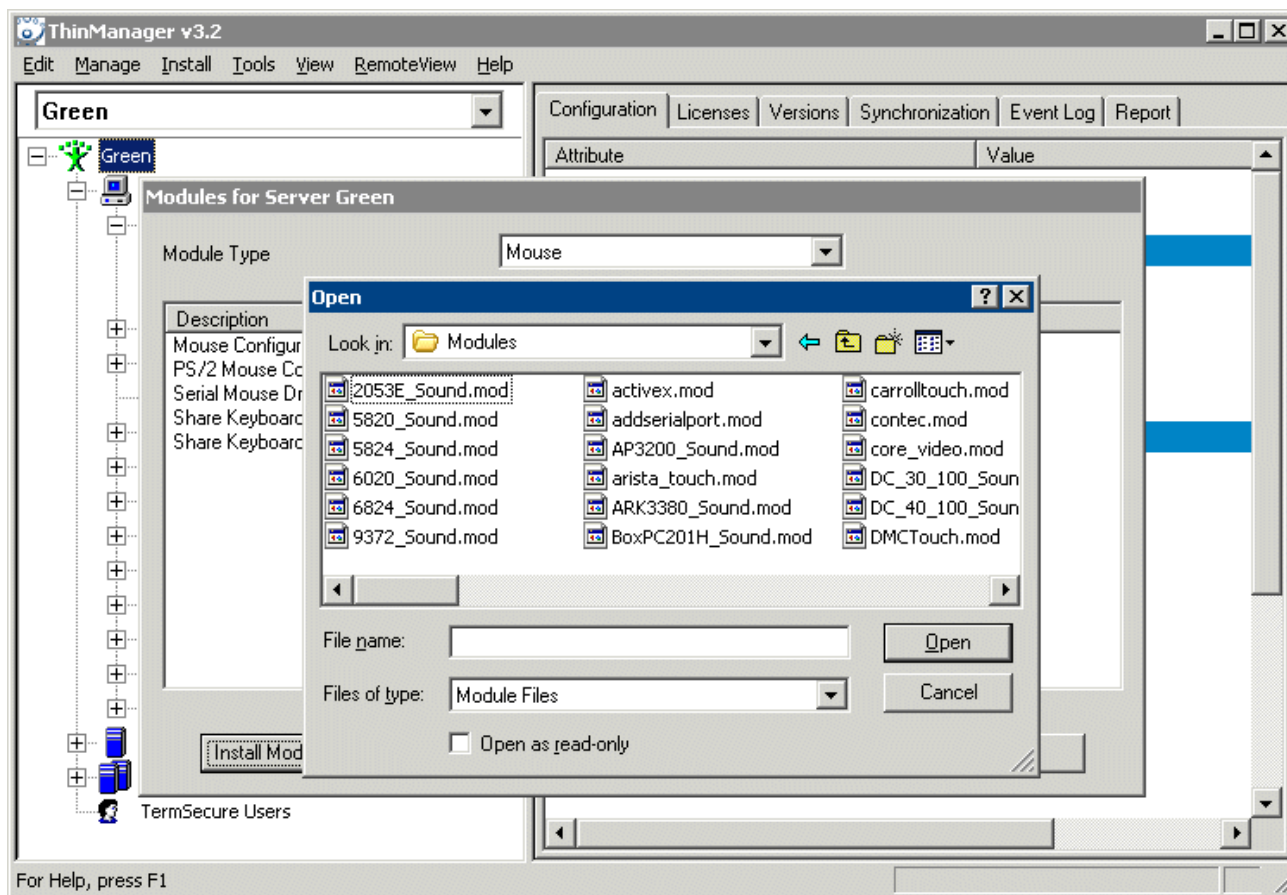 ThinManager v3.2
Edit Manage Install Tools View RemoteView Help
Green
Configuration Licenses Versions Synchronization Event Log Report
Green
Attribute Value
Modules for Server Green
Module Type Mouse
Open
Description
Look in: Modules
Mouse Configur
PS/2 Mouse Co
Serial Mouse Dr
Share Keyboard
Share Keyboard
2053E_Sound.mod activex.mod carrolltouch.mod
5820_Sound.mod addserialport.mod contec.mod
5824_Sound.mod AP3200_Sound.mod core_video.mod
6020_Sound.mod arista_touch.mod DC_30_100_Soun
6824_Sound.mod ARK3380_Sound.mod DC_40_100_Soun
9372_Sound.mod BoxPC201H_Sound.mod DMCTouch.mod
File name: Open
Files of type: Module Files Cancel
Open as read-only
Install Mod
TermSecure Users
For Help, press F1